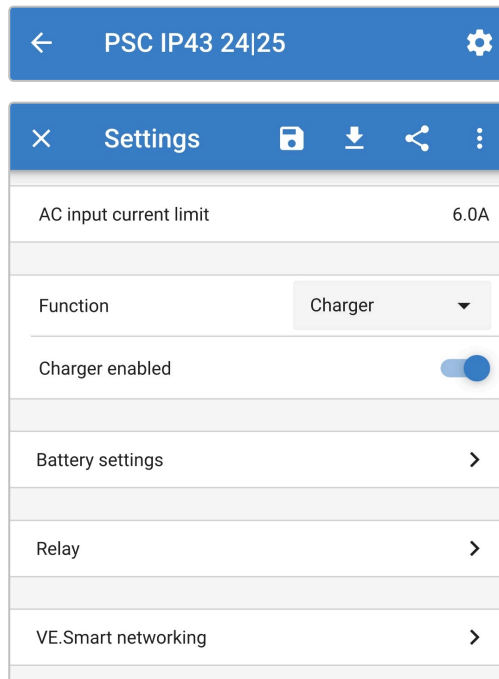 PSC IP43 24|25
Settings
AC input current limit 6.0A
Function Charger
Charger enabled
Battery settings
Relay
VE.Smart networking